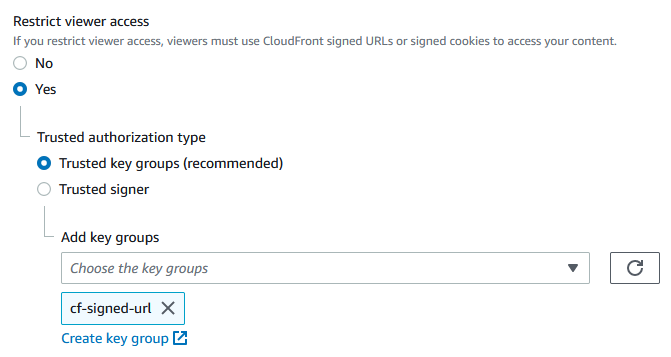 Restrict viewer access
If you restrict viewer access, viewers must use CloudFront signed URLs or signed cookies to access your content.
No
Yes
Trusted authorization type
Trusted key groups (recommended)
Trusted signer
Add key groups
Choose the key groups
cf-signed-url
Create key group